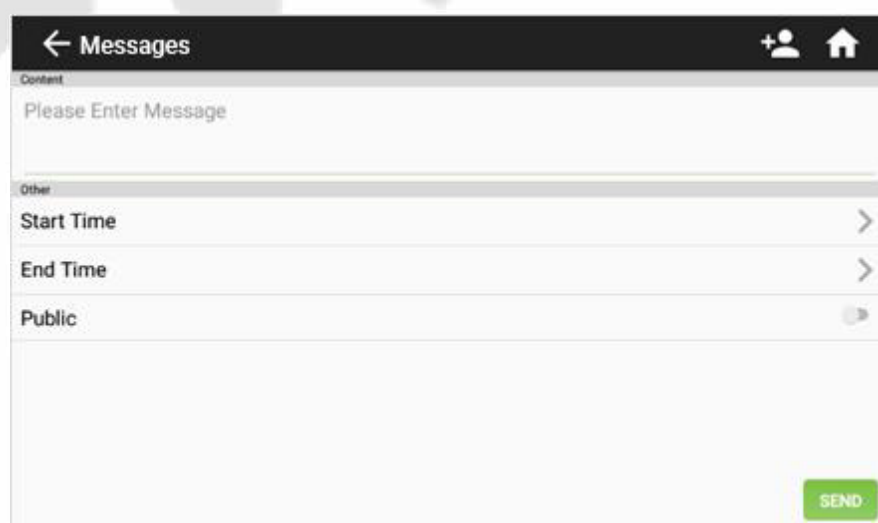 Messages
Content
Please Enter Message
Other
Start Time
End Time
Public
SEND